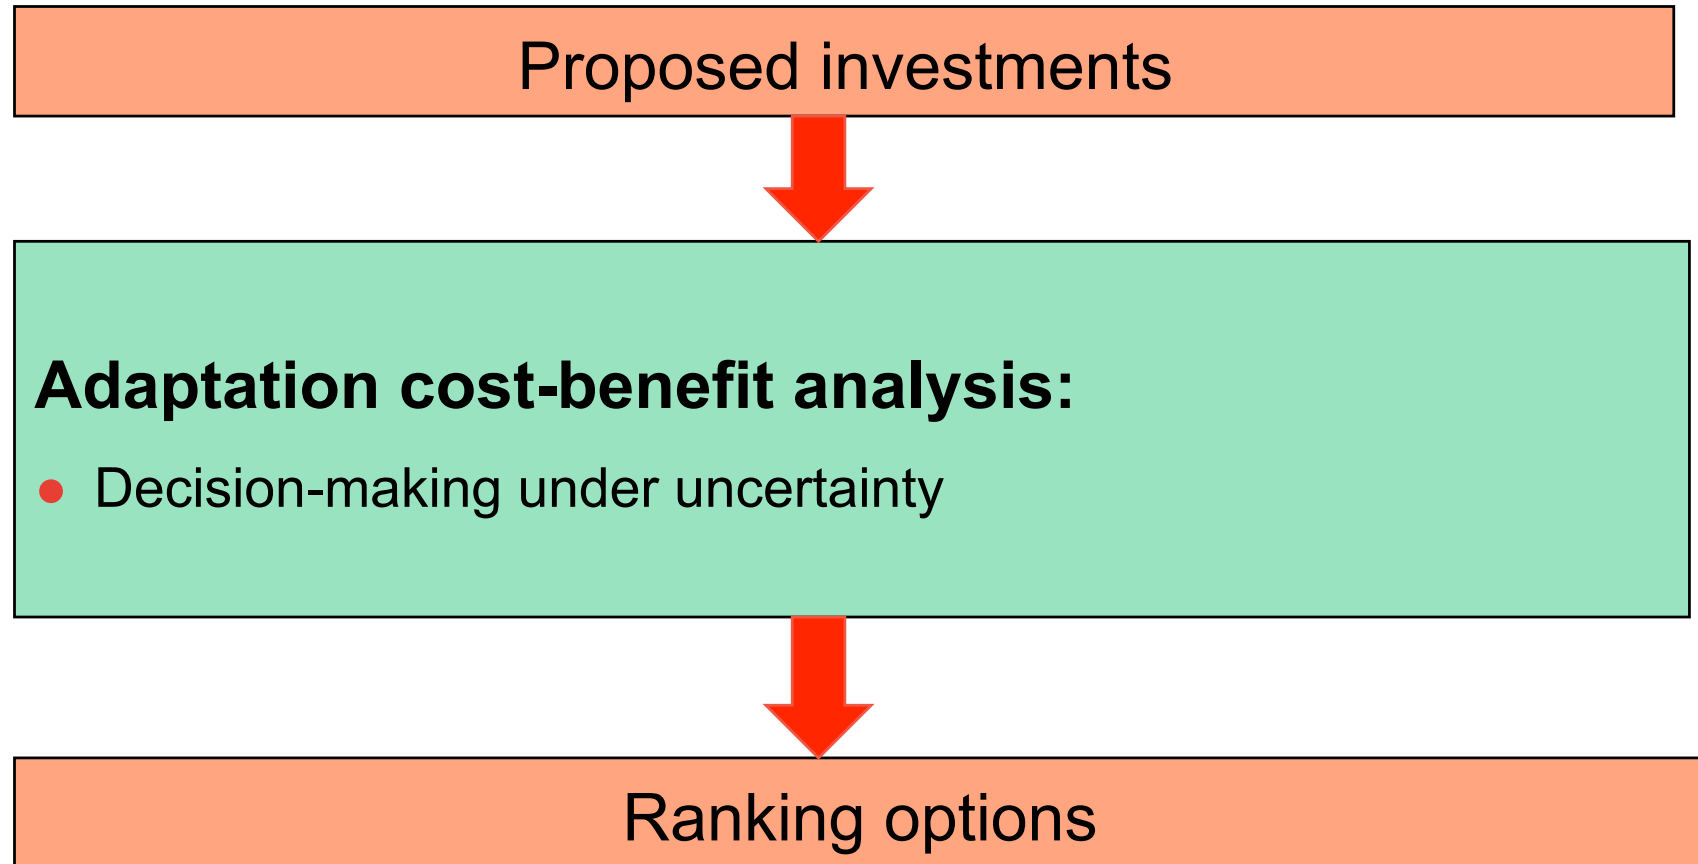 Proposed investments
Adaptation cost-benefit analysis:
• Decision-making under uncertainty
Ranking options